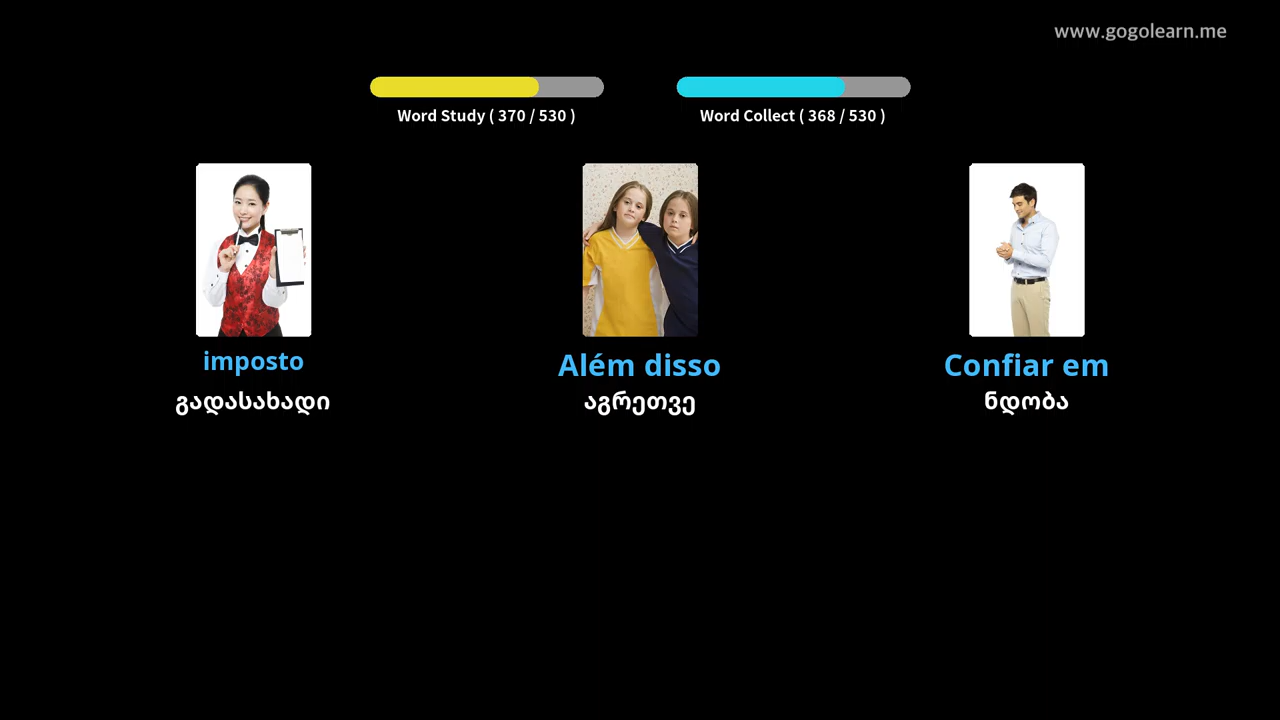 www.gogolearn.me
Word Study ( 370 / 530 )
Word Collect ( 368 / 530 )
imposto
Além disso
Confiar em
გადასახადი
აგრეთვე
ნდობა